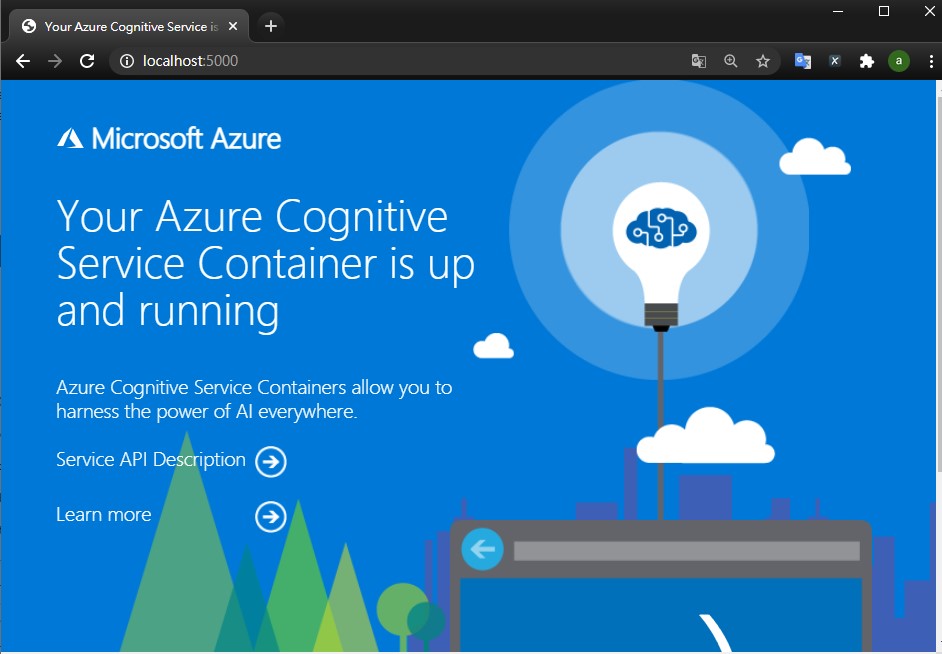 Your Azure Cognitive Service is
localhost:5000
a
Microsoft Azure
Your Azure Cognitive
Service Container is up
and running
Azure Cognitive Service Containers allow you to
harness the power of AI everywhere.
Service API Description
Learn more